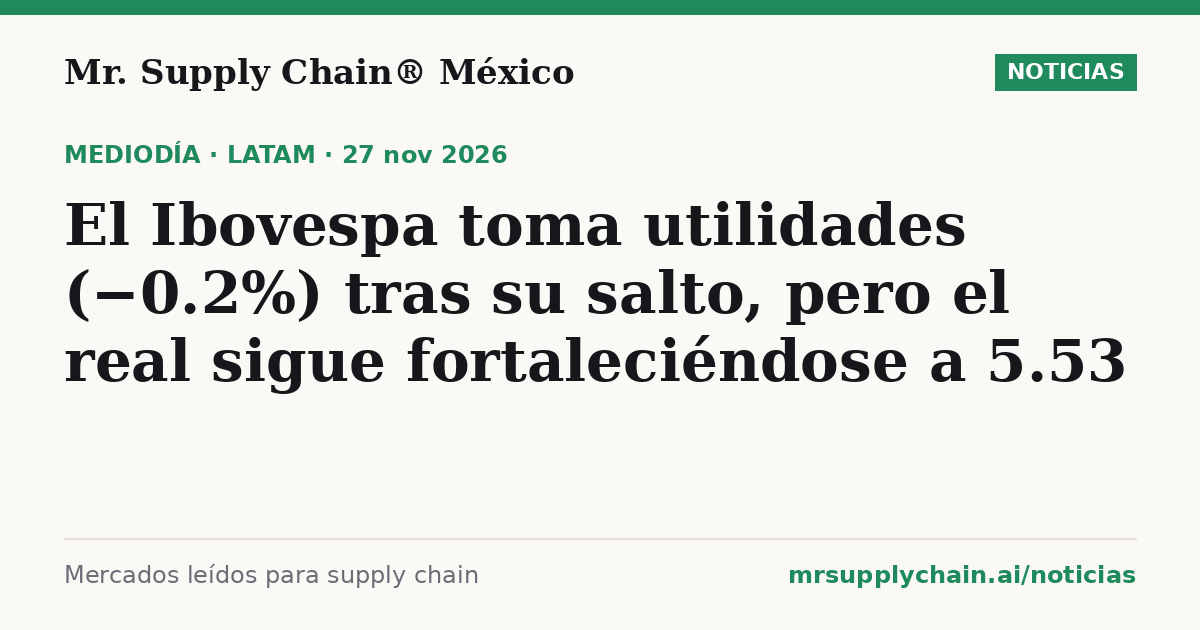 Mr. Supply Chain® México
NOTICIAS
MEDIODÍA · LATAM · 27 nov 2026
El Ibovespa toma utilidades
(−0.2%) tras su salto, pero el
real sigue fortaleciéndose a 5.53
Mercados leídos para supply chain
mrsupplychain.ai/noticias